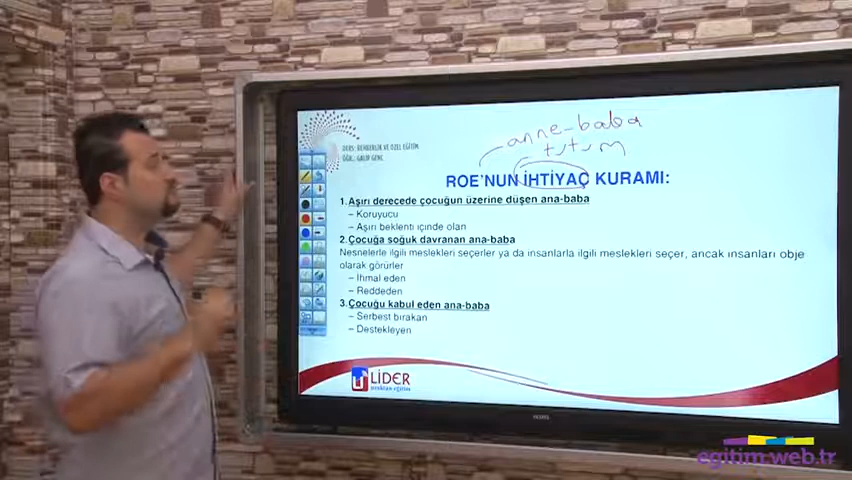 anne-baba
tutum
DERS: REHBERLİK VE ÖZEL EĞİTİM
ÖĞR. GALİP GENÇ
ROE'NUN İHTİYAÇ KURAMI:
1.Aşırı derecede çocuğun üzerine düşen ana-baba
– Koruyucu
– Aşırı beklenti içinde olan
2.Çocuğa soğuk davranan ana-baba
Nesnelerle ilgili meslekleri seçerler ya da insanlarla ilgili meslekleri seçer, ancak insanları obje
olarak görürler
– İhmal eden
– Reddeden
3.Çocuğu kabul eden ana-baba
– Serbest bırakan
– Destekleyen
LİDER
uzaktan eğitim
egitim.web.tr